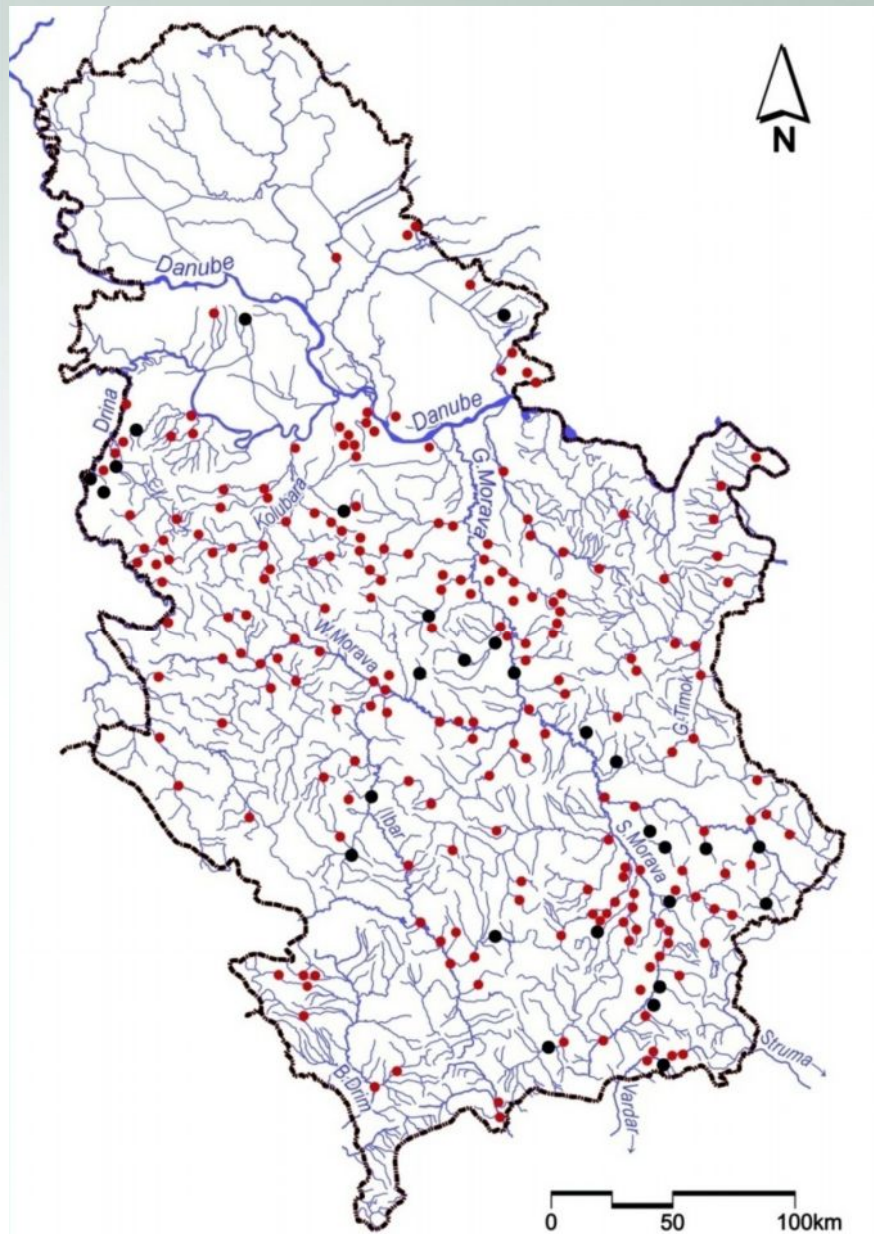 N
Danube
Drina
Danube
G.Morava
Kolubara
W.Morava
G.Timok
Ibar
S.Morava
Struma
B.Drim
Vardar
0 50 100km